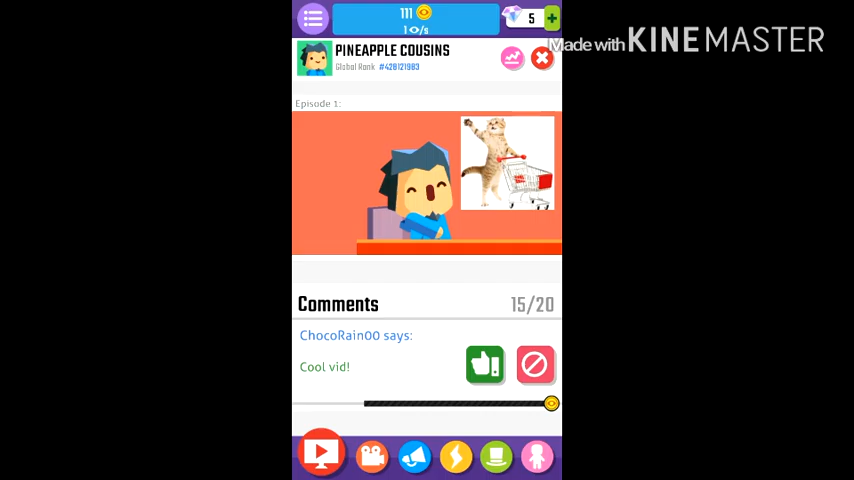 111
1 /s
5
Made with KINEMASTER
PINEAPPLE COUSINS
Global Rank #428121983
Episode 1:
Comments 15/20
ChocoRain00 says:
Cool vid!